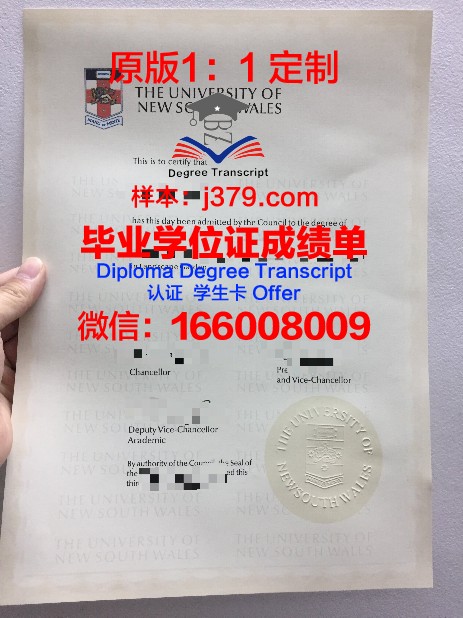 原版1：1 定制
THE UNIVERSITY OF
NEW SOUTH WALES
This is to certify that
Degree Transcript
样本：j379.com
has this day been admitted by the Council to the degree of
毕业学位证成绩单
Diploma Degree Transcript
认证 学生卡 Offer
微信：166008009
Chancellor
Pre
and Vice-Chancellor
Deputy Vice-Chancellor
Academic
By authority of the Council, the Seal of
the
ed this
THE UNIVERSITY OF
NEW SOUTH WALES